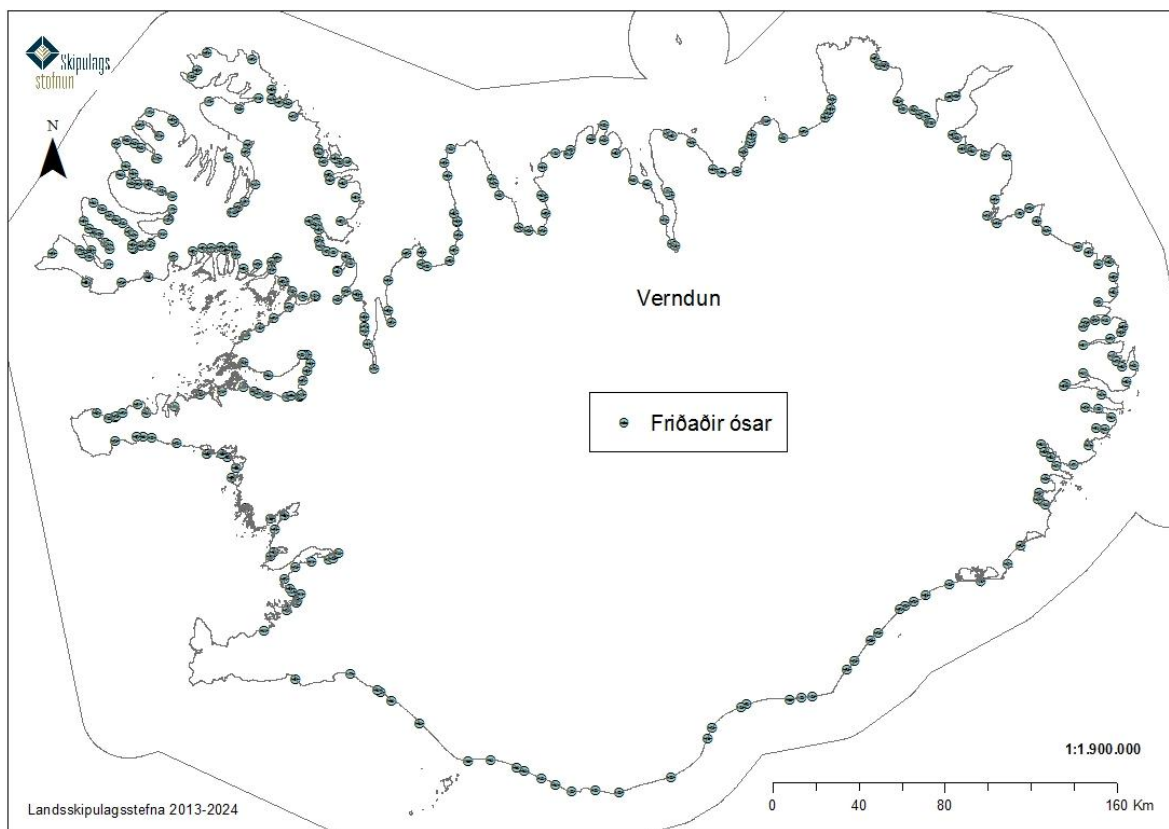 Skipulags
stofnun
N
Verndun
Friðaðir ósar
1:1.900.000
0 40 80 160 Km
Landsskipulagsstefna 2013-2024